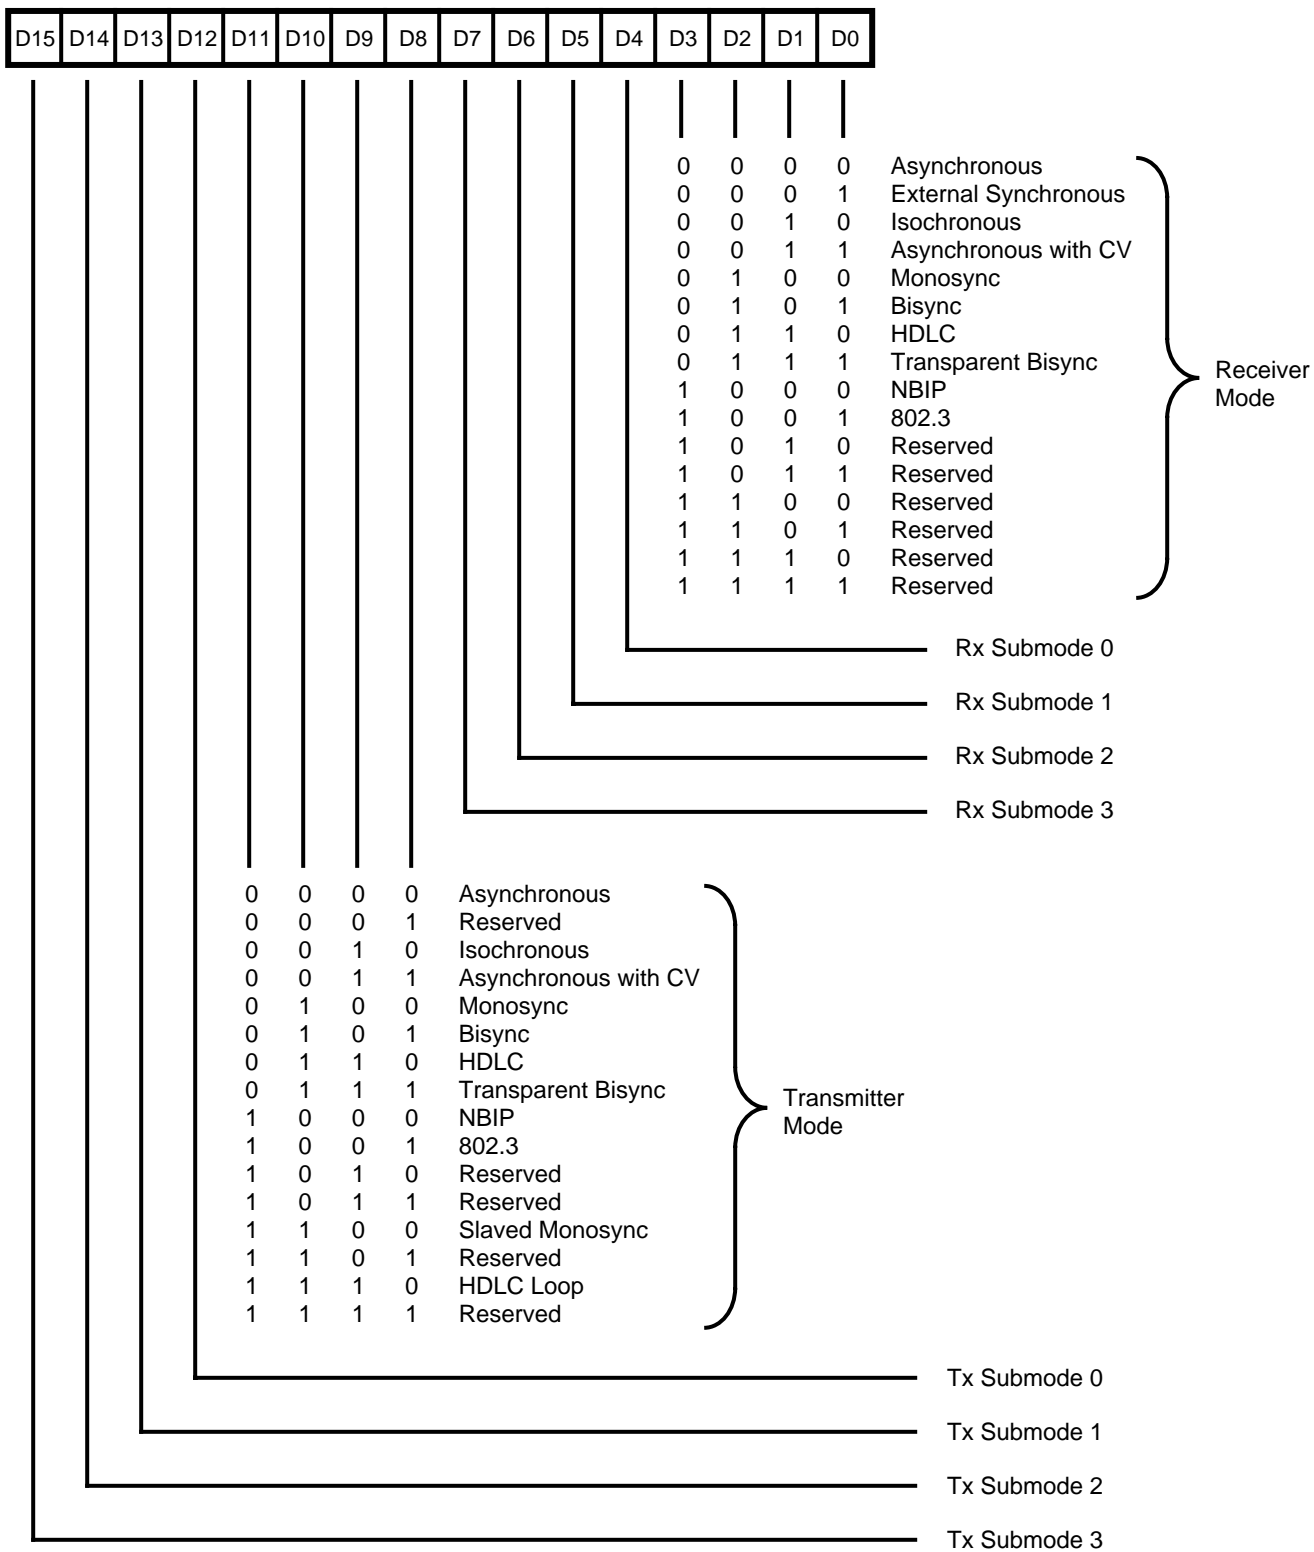 D15 D14 D13 D12 D11 D10 D9 D8 D7 D6 D5 D4 D3 D2 D1 D0
0 0 0 0 Asynchronous
0 0 0 1 External Synchronous
0 0 1 0 Isochronous
0 0 1 1 Asynchronous with CV
0 1 0 0 Monosync
0 1 0 1 Bisync
0 1 1 0 HDLC
0 1 1 1 Transparent Bisync
1 0 0 0 NBIP
1 0 0 1 802.3
1 0 1 0 Reserved
1 0 1 1 Reserved
1 1 0 0 Reserved
1 1 0 1 Reserved
1 1 1 0 Reserved
1 1 1 1 Reserved
Receiver
Mode
Rx Submode 0
Rx Submode 1
Rx Submode 2
Rx Submode 3
0 0 0 0 Asynchronous
0 0 0 1 Reserved
0 0 1 0 Isochronous
0 0 1 1 Asynchronous with CV
0 1 0 0 Monosync
0 1 0 1 Bisync
0 1 1 0 HDLC
0 1 1 1 Transparent Bisync
1 0 0 0 NBIP
1 0 0 1 802.3
1 0 1 0 Reserved
1 0 1 1 Reserved
1 1 0 0 Slaved Monosync
1 1 0 1 Reserved
1 1 1 0 HDLC Loop
1 1 1 1 Reserved
Transmitter
Mode
Tx Submode 0
Tx Submode 1
Tx Submode 2
Tx Submode 3